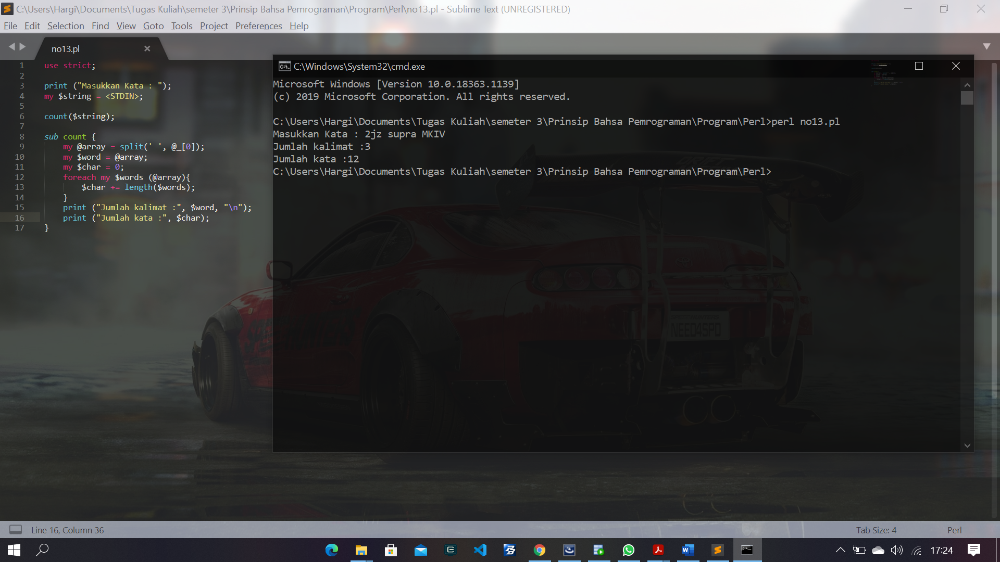 C:\Users\Hargi\Documents\Tugas Kuliah\semeter 3\Prinsip Bahsa Pemrograman\Program\Perl\no13.pl - Sublime Text (UNREGISTERED)
File Edit Selection Find View Goto Tools Project Preferences Help
no13.pl
1 use strict;
2
3 print ("Masukkan Kata : ");
4 my $string = <STDIN>;
5
6 count($string);
7
8 sub count {
9 my @array = split(' ', @_[0]);
10 my $word = @array;
11 my $char = 0;
12 foreach my $words (@array){
13 $char += length($words);
14 }
15 print ("Jumlah kalimat :", $word, "\n");
16 print ("Jumlah kata :", $char);
17 }
C:\Windows\System32\cmd.exe
Microsoft Windows [Version 10.0.18363.1139]
(c) 2019 Microsoft Corporation. All rights reserved.
C:\Users\Hargi\Documents\Tugas Kuliah\semeter 3\Prinsip Bahsa Pemrograman\Program\Perl>perl no13.pl
Masukkan Kata : 2jz supra MKIV
Jumlah kalimat :3
Jumlah kata :12
C:\Users\Hargi\Documents\Tugas Kuliah\semeter 3\Prinsip Bahsa Pemrograman\Program\Perl>
NEED4SPD
Line 16, Column 36
Tab Size: 4
Perl
17:24